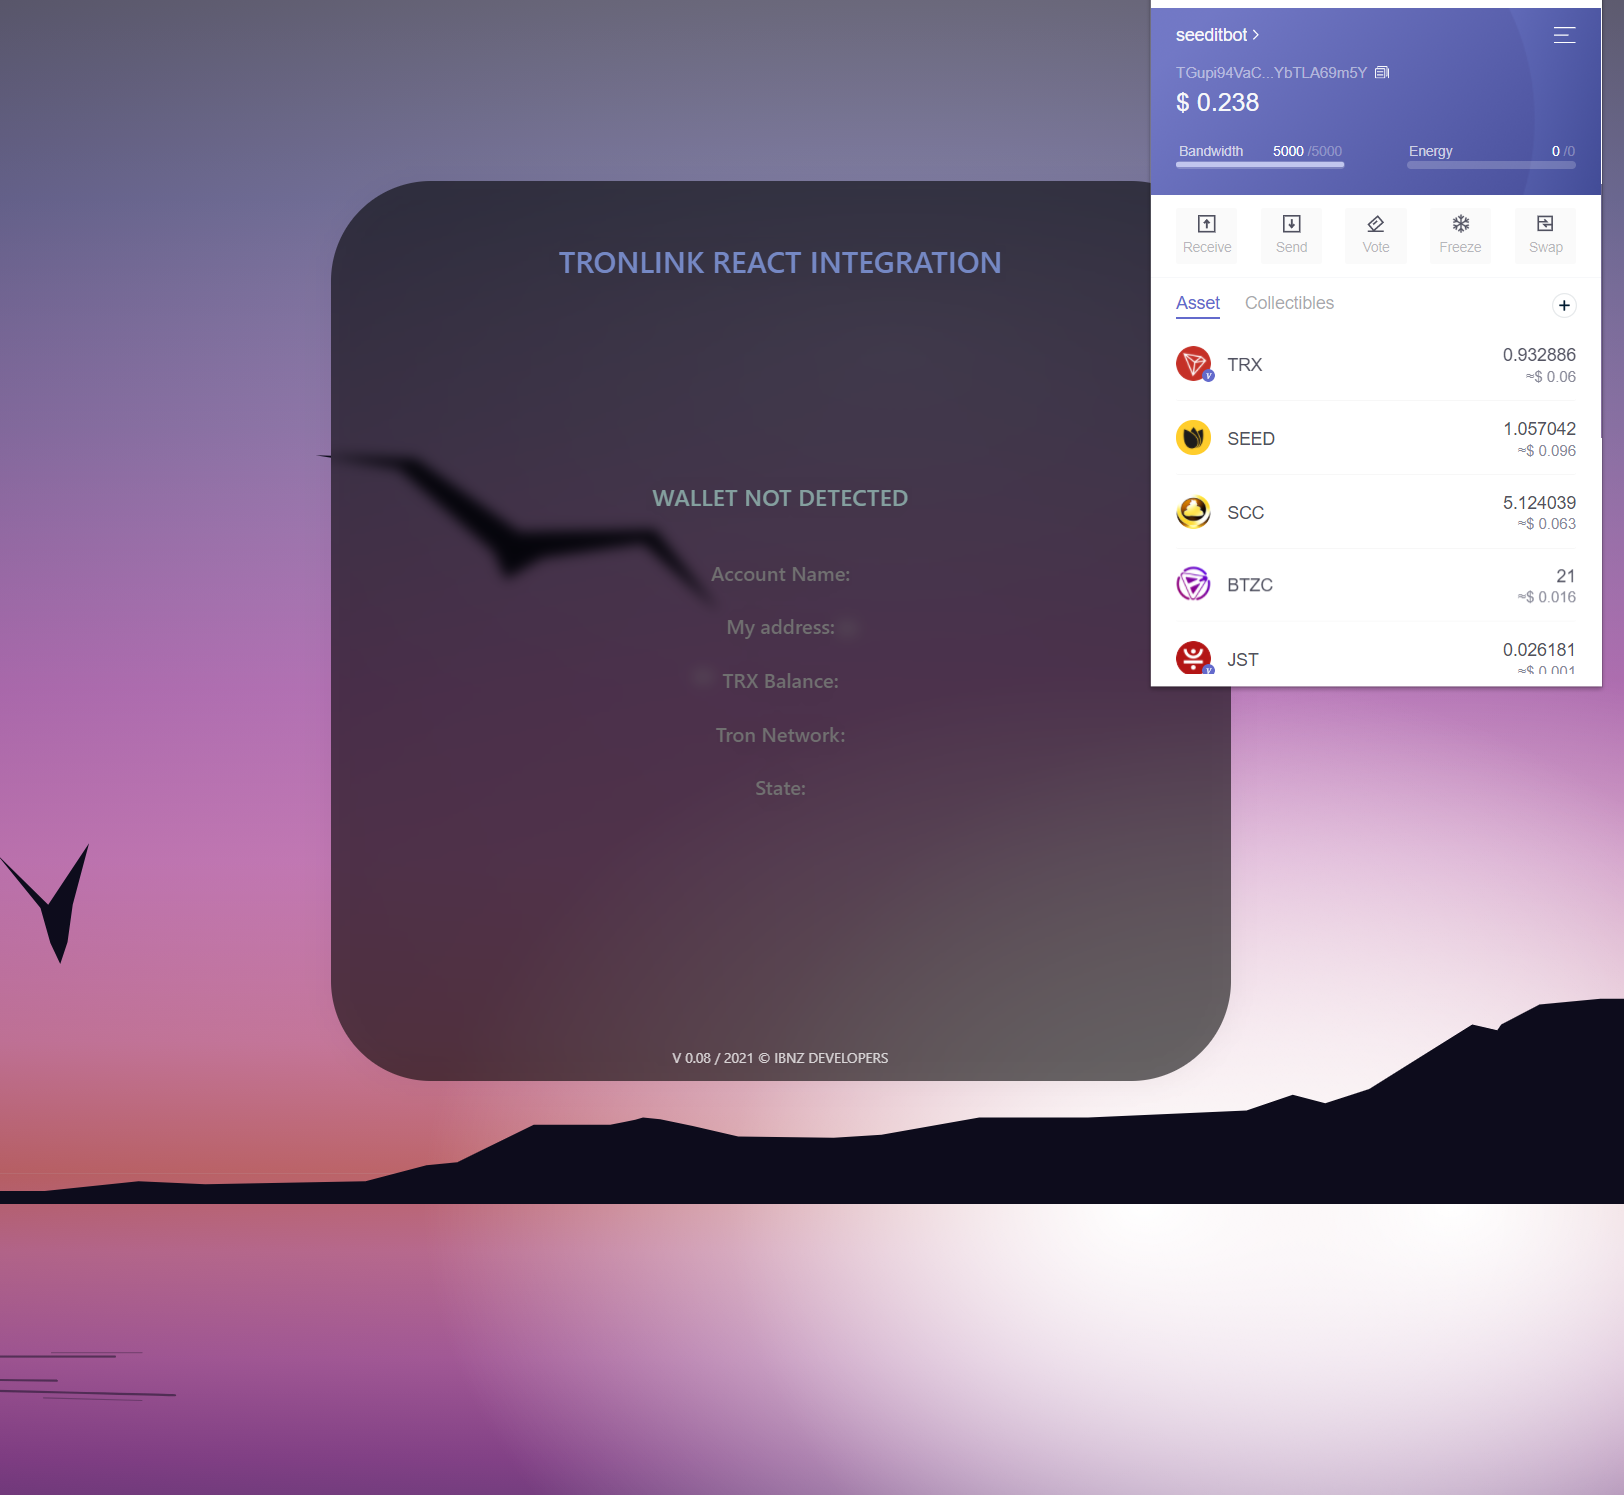 seeditbot >
TGupi94VaC...YbTLA69m5Y
$ 0.238
Bandwidth 5000 /5000 Energy 0 /0
Receive Send Vote Freeze Swap
Asset Collectibles
TRX 0.932886
≈$ 0.06
SEED 1.057042
≈$ 0.096
SCC 5.124039
≈$ 0.063
BTZC 21
≈$ 0.016
JST 0.026181
≈$ 0.001
TRONLINK REACT INTEGRATION
WALLET NOT DETECTED
Account Name:
My address:
TRX Balance:
Tron Network:
State:
V 0.08 / 2021 © IBNZ DEVELOPERS